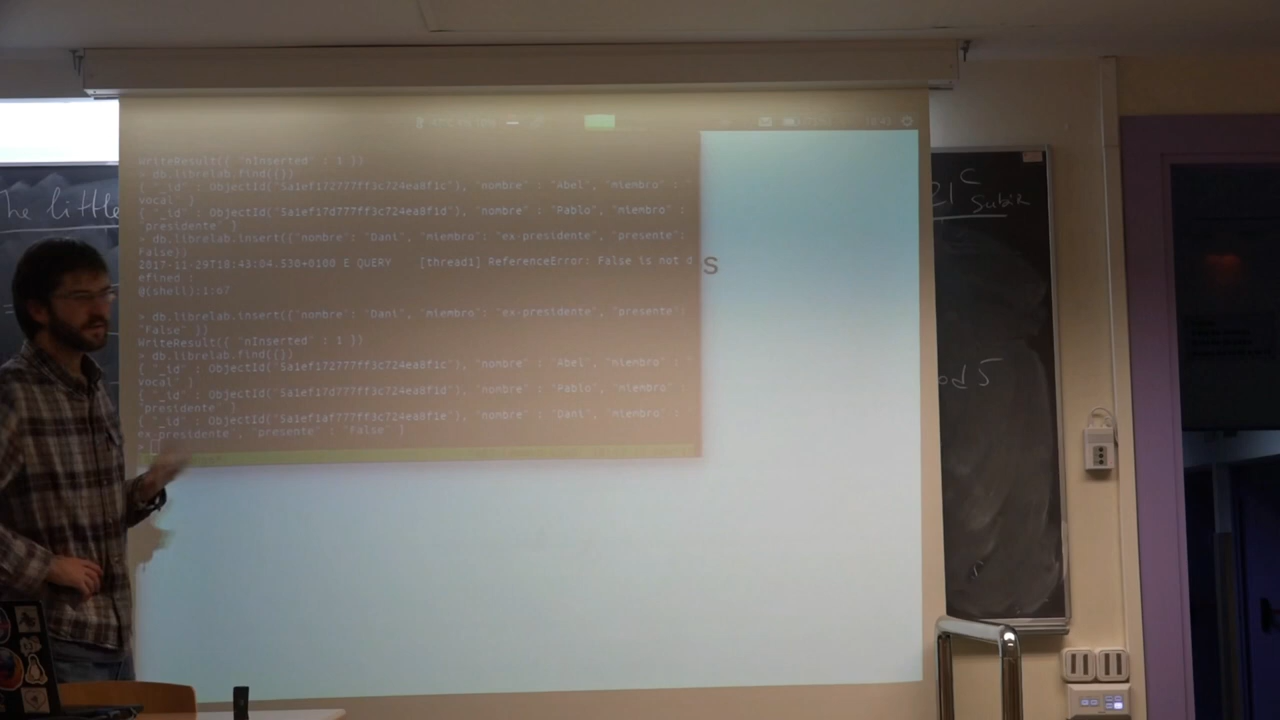 WriteResult({ "nInserted" : 1 })
> db.librelab.find({})
{ "_id" : ObjectId("5a1ef172777ff3c724ea8f1c"), "nombre" : "Abel", "miembro" : "
vocal" }
{ "_id" : ObjectId("5a1ef17d777ff3c724ea8f1d"), "nombre" : "Pablo", "miembro" :
"presidente" }
> db.librelab.insert({"nombre": "Dani", "miembro": "ex-presidente", "presente":
False})
2017-11-29T18:43:04.530+0100 E QUERY [thread1] ReferenceError: False is not d
efined :
@(shell):1:67
> db.librelab.insert({"nombre": "Dani", "miembro": "ex-presidente", "presente":
"False" })
WriteResult({ "nInserted" : 1 })
> db.librelab.find({})
{ "_id" : ObjectId("5a1ef172777ff3c724ea8f1c"), "nombre" : "Abel", "miembro" : "
vocal" }
{ "_id" : ObjectId("5a1ef17d777ff3c724ea8f1d"), "nombre" : "Pablo", "miembro" :
"presidente" }
{ "_id" : ObjectId("5a1ef1af777ff3c724ea8f1e"), "nombre" : "Dani", "miembro" : "
ex-presidente", "presente" : "False" }
>
s
The little
C
Subir
od 5